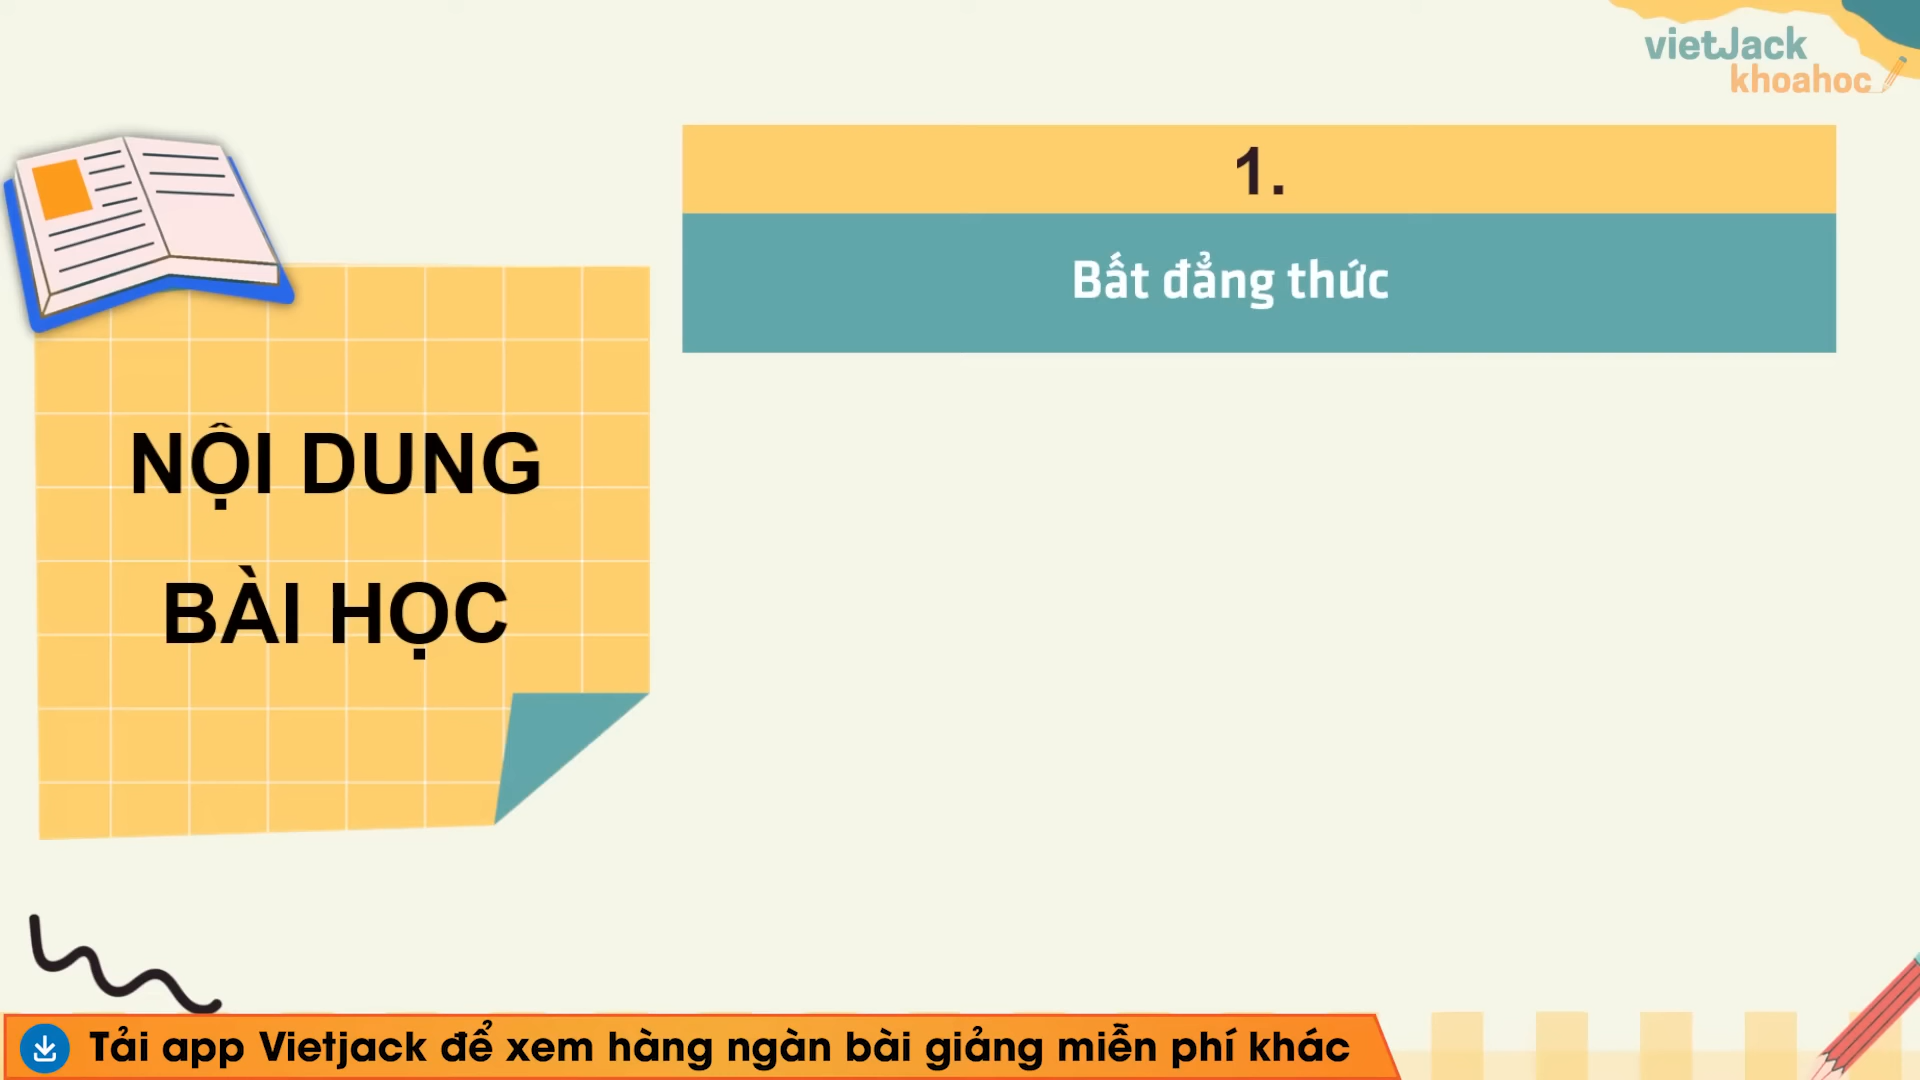 vietJack
khoahoc
1.
Bất đẳng thức
NỘI DUNG
BÀI HỌC
Tải app Vietjack để xem hàng ngàn bài giảng miễn phí khác